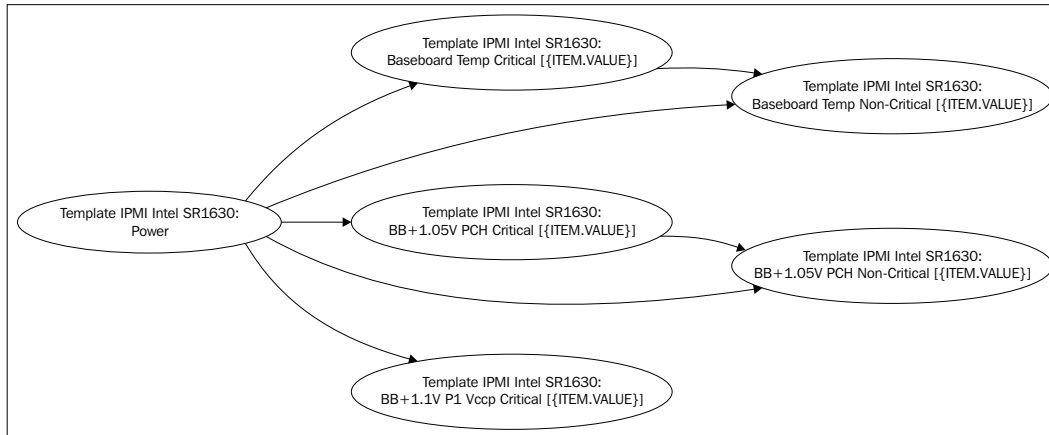 Template IPMI Intel SR1630:
Baseboard Temp Critical [{ITEM.VALUE}]
Template IPMI Intel SR1630:
Baseboard Temp Non-Critical [{ITEM.VALUE}]
Template IPMI Intel SR1630:
Power
Template IPMI Intel SR1630:
BB+1.05V PCH Critical [{ITEM.VALUE}]
Template IPMI Intel SR1630:
BB+1.05V PCH Non-Critical [{ITEM.VALUE}]
Template IPMI Intel SR1630:
BB+1.1V P1 Vccp Critical [{ITEM.VALUE}]